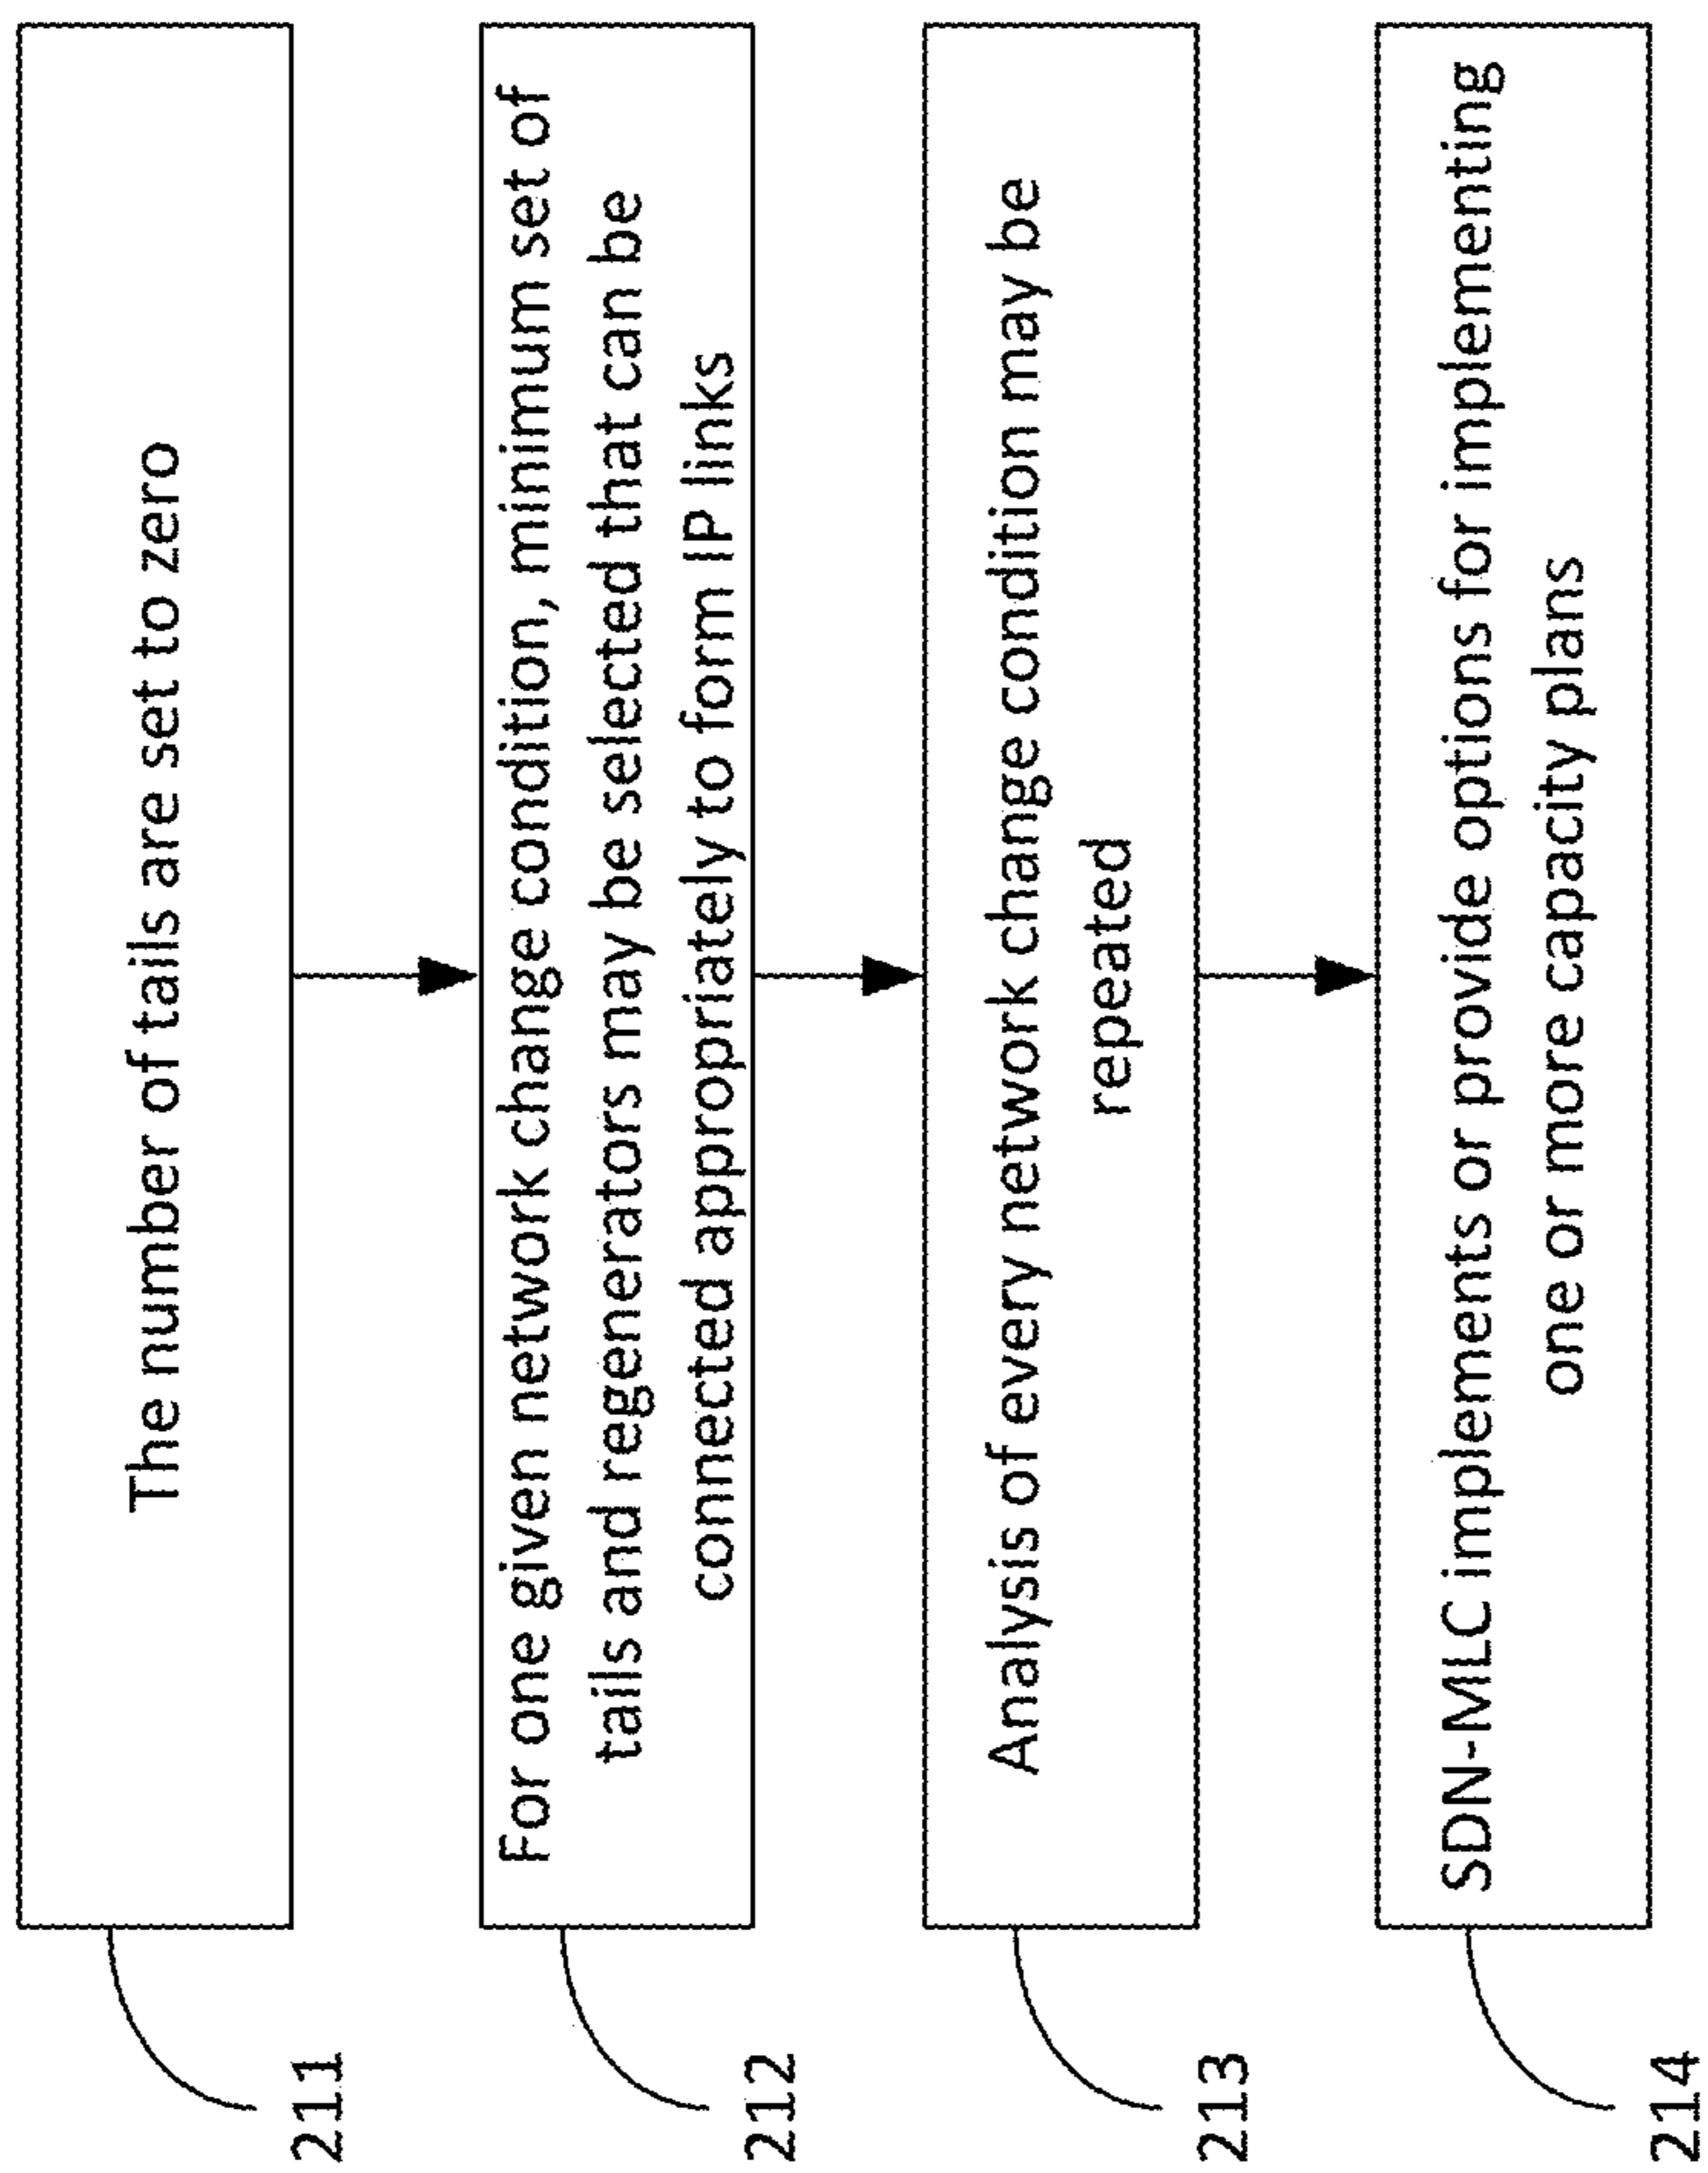 211
The number of tails are set to zero
212
For one given network change condition, minimum set of
tails and regenerators may be selected that can be
connected appropriately to form IP links
213
Analysis of every network change condition may be
repeated
214
SDN-MLC implements or provide options for implementing
one or more capacity plans